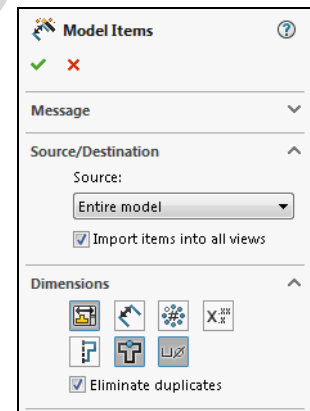 Model Items
Message
Source/Destination
Source:
Entire model
Import items into all views
Dimensions
Eliminate duplicates